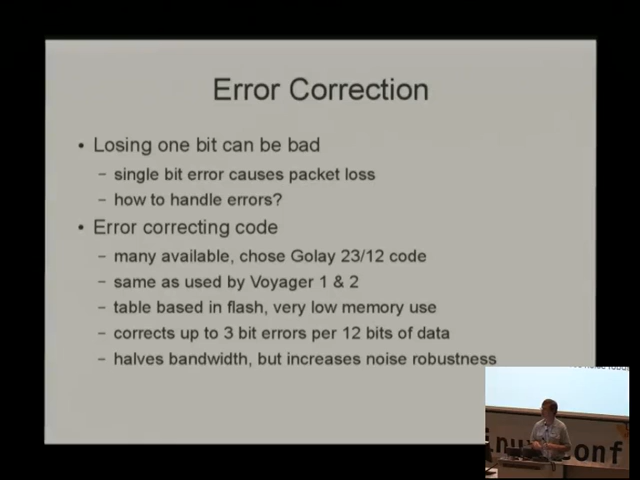 Error Correction
• Losing one bit can be bad
– single bit error causes packet loss
– how to handle errors?
• Error correcting code
– many available, chose Golay 23/12 code
– same as used by Voyager 1 & 2
– table based in flash, very low memory use
– corrects up to 3 bit errors per 12 bits of data
– halves bandwidth, but increases noise robustness